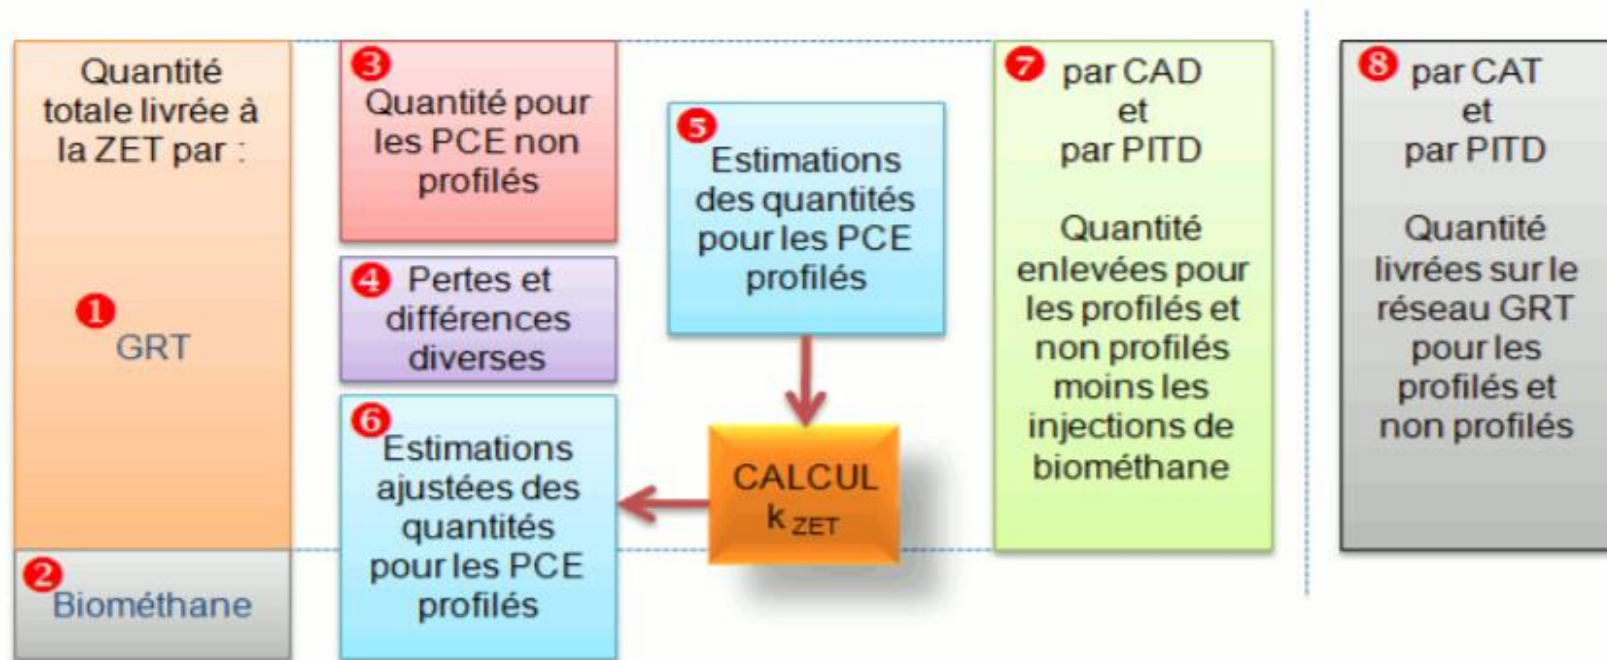 Quantité
totale livrée à
la ZET par :
1
GRT
2
Biométhane
3
Quantité pour
les PCE non
profilés
4 Pertes et
différences
diverses
5
Estimations
des quantités
pour les PCE
profilés
6
Estimations
ajustées des
quantités
pour les PCE
profilés
CALCUL
k ZET
7 par CAD
et
par PITD
Quantité
enlevées pour
les profilés et
non profilés
moins les
injections de
biométhane
8 par CAT
et
par PITD
Quantité
livrées sur le
réseau GRT
pour les
profilés et
non profilés